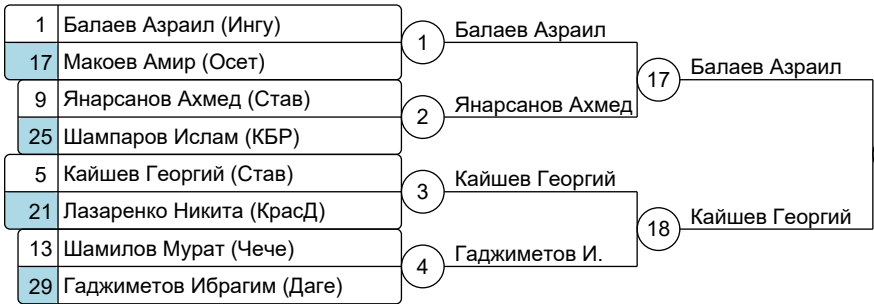 1 Балаев Азраил (Ингу)
17 Макоев Амир (Осет)
9 Янарсанов Ахмед (Став)
25 Шампаров Ислам (КБР)
5 Кайшев Георгий (Став)
21 Лазаренко Никита (КрасД)
13 Шамилов Мурат (Чече)
29 Гаджиметов Ибрагим (Даге)
1 Балаев Азраил
2 Янарсанов Ахмед
3 Кайшев Георгий
4 Гаджиметов И.
17 Балаев Азраил
18 Кайшев Георгий